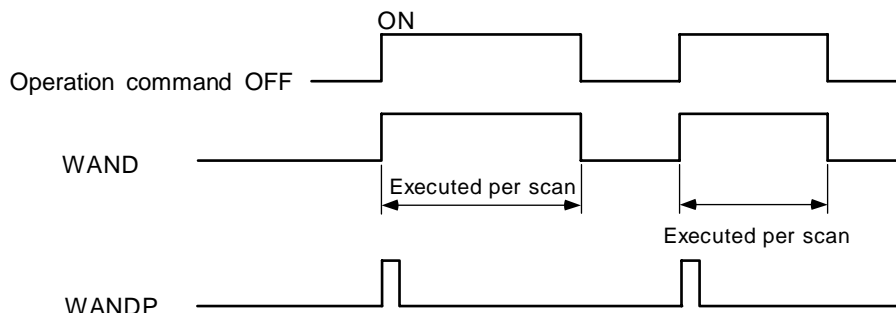 ON
Operation command OFF
WAND
Executed per scan
Executed per scan
WANDP